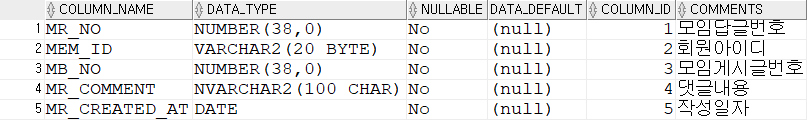 COLUMN_NAME DATA_TYPE NULLABLE DATA_DEFAULT COLUMN_ID COMMENTS
1 MR_NO NUMBER(38,0) No (null) 1 모임답글번호
2 MEM_ID VARCHAR2(20 BYTE) No (null) 2 회원아이디
3 MB_NO NUMBER(38,0) No (null) 3 모임게시글번호
4 MR_COMMENT NVARCHAR2(100 CHAR) No (null) 4 댓글내용
5 MR_CREATED_AT DATE No (null) 5 작성일자